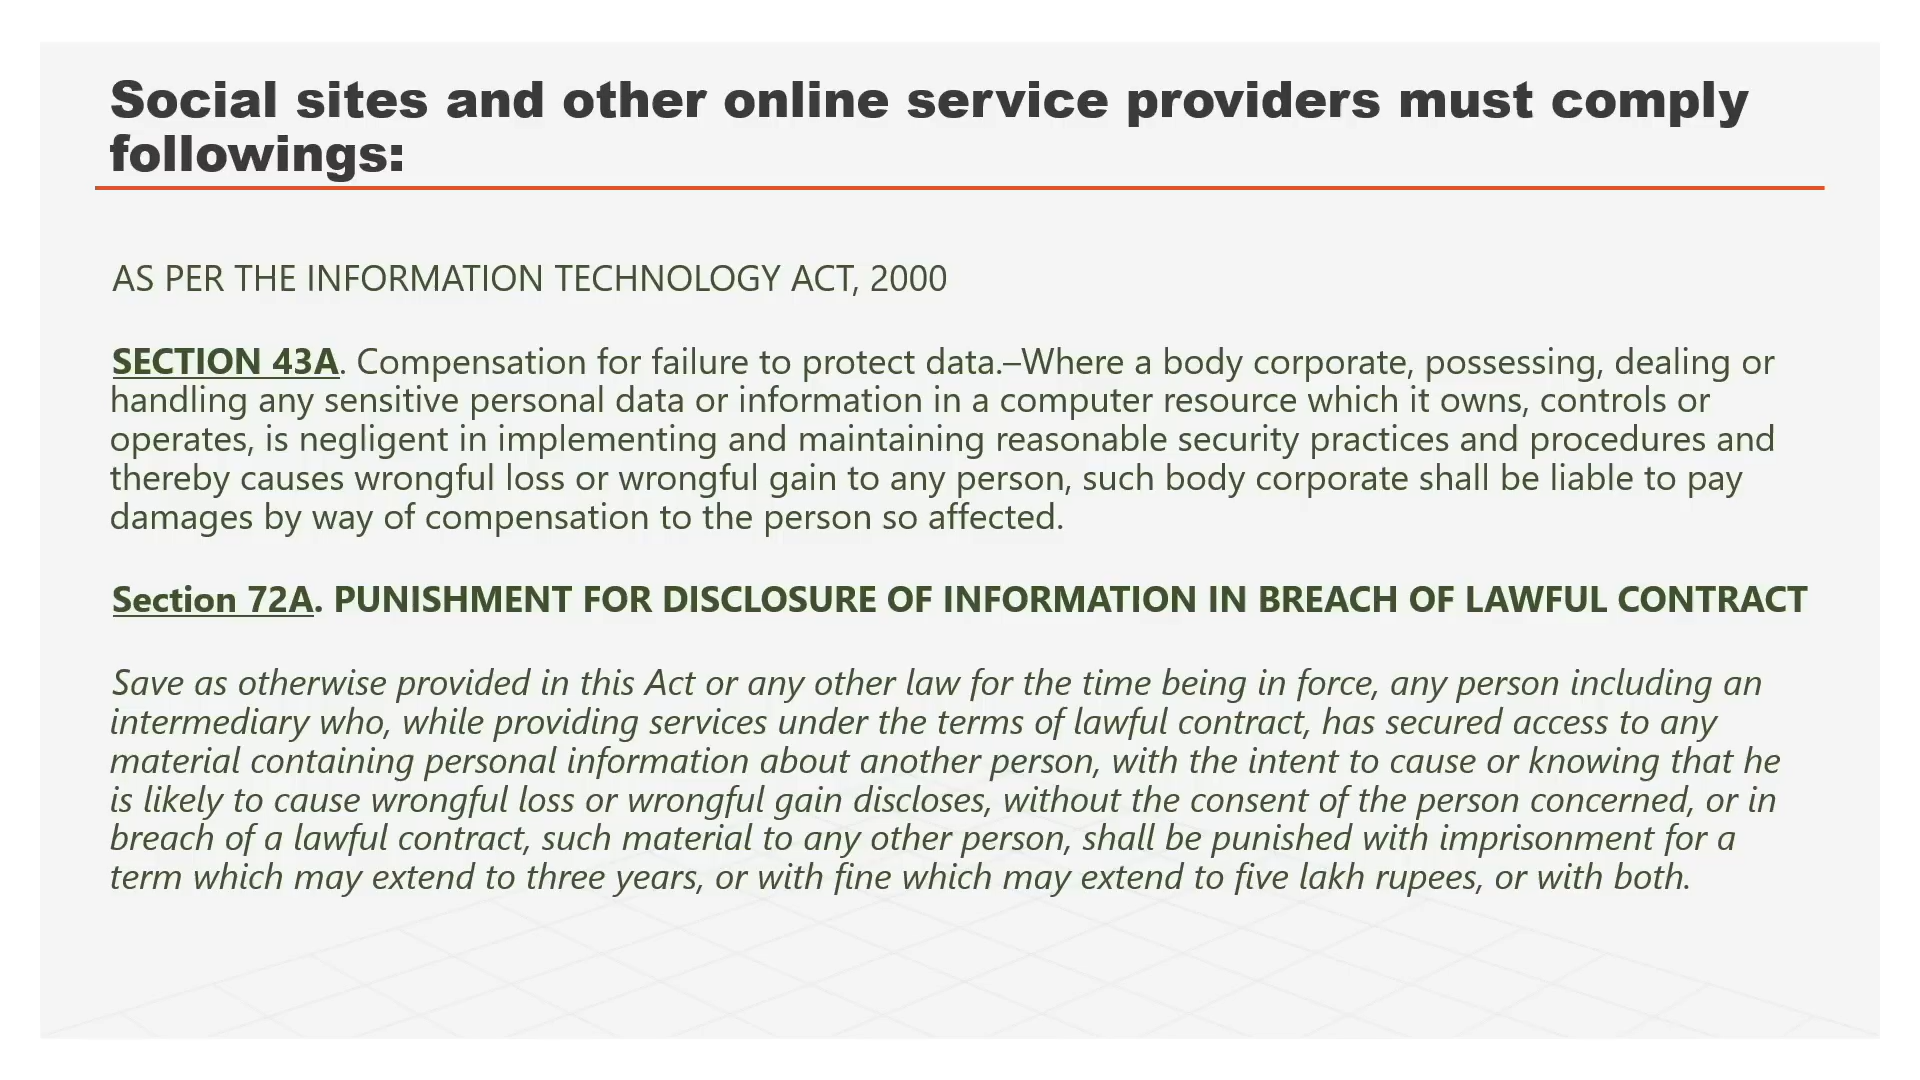 Social sites and other online service providers must comply
followings:
AS PER THE INFORMATION TECHNOLOGY ACT, 2000
SECTION 43A. Compensation for failure to protect data.–Where a body corporate, possessing, dealing or
handling any sensitive personal data or information in a computer resource which it owns, controls or
operates, is negligent in implementing and maintaining reasonable security practices and procedures and
thereby causes wrongful loss or wrongful gain to any person, such body corporate shall be liable to pay
damages by way of compensation to the person so affected.
Section 72A. PUNISHMENT FOR DISCLOSURE OF INFORMATION IN BREACH OF LAWFUL CONTRACT
Save as otherwise provided in this Act or any other law for the time being in force, any person including an
intermediary who, while providing services under the terms of lawful contract, has secured access to any
material containing personal information about another person, with the intent to cause or knowing that he
is likely to cause wrongful loss or wrongful gain discloses, without the consent of the person concerned, or in
breach of a lawful contract, such material to any other person, shall be punished with imprisonment for a
term which may extend to three years, or with fine which may extend to five lakh rupees, or with both.